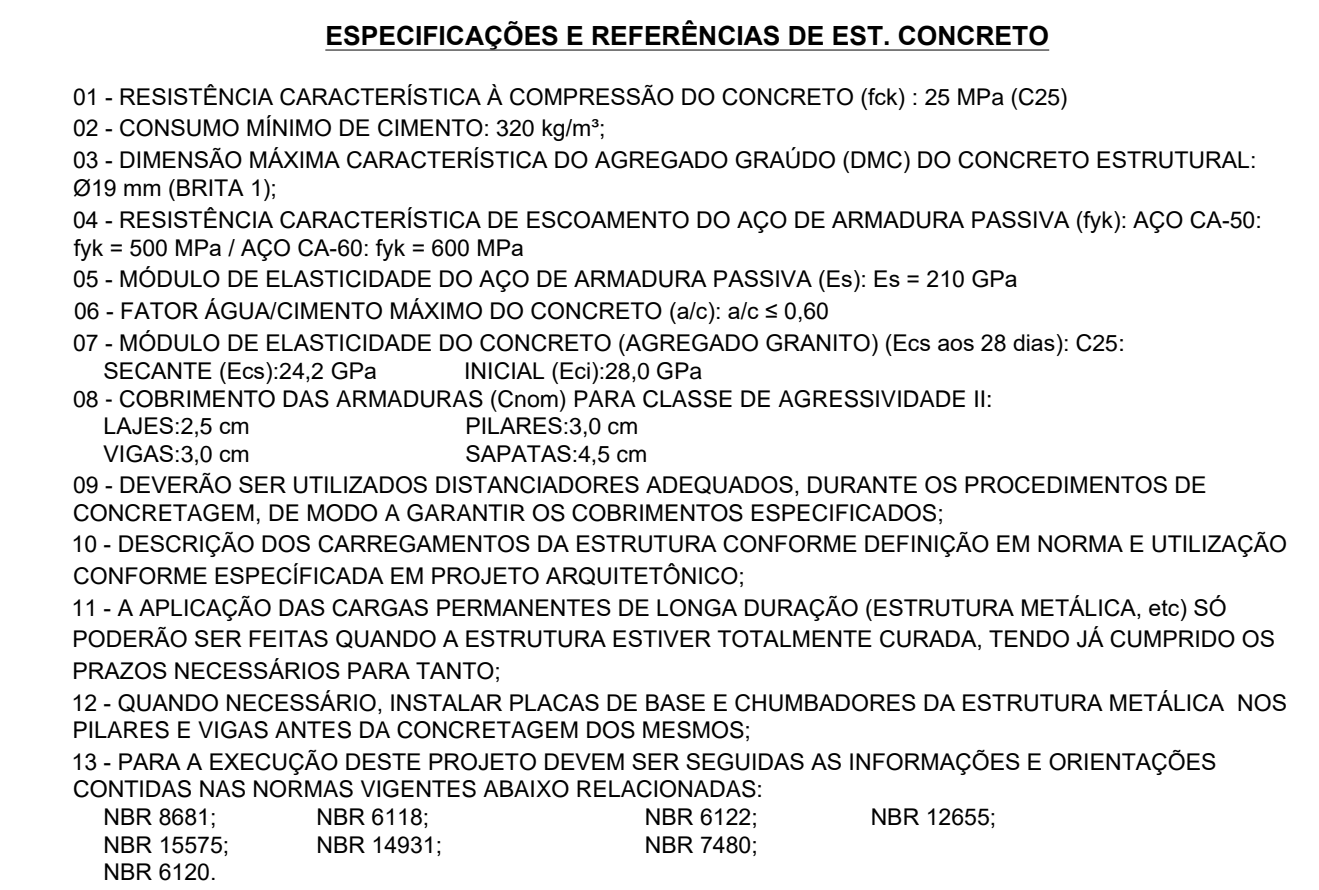 ESPECIFICAÇÕES E REFERÊNCIAS DE EST. CONCRETO
01 - RESISTÊNCIA CARACTERÍSTICA À COMPRESSÃO DO CONCRETO (fck) : 25 MPa (C25)
02 - CONSUMO MÍNIMO DE CIMENTO: 320 kg/m³;
03 - DIMENSÃO MÁXIMA CARACTERÍSTICA DO AGREGADO GRAÚDO (DMC) DO CONCRETO ESTRUTURAL:
Ø19 mm (BRITA 1);
04 - RESISTÊNCIA CARACTERÍSTICA DE ESCOAMENTO DO AÇO DE ARMADURA PASSIVA (fyk): AÇO CA-50:
fyk = 500 MPa / AÇO CA-60: fyk = 600 MPa
05 - MÓDULO DE ELASTICIDADE DO AÇO DE ARMADURA PASSIVA (Es): Es = 210 GPa
06 - FATOR ÁGUA/CIMENTO MÁXIMO DO CONCRETO (a/c): a/c ≤ 0,60
07 - MÓDULO DE ELASTICIDADE DO CONCRETO (AGREGADO GRANITO) (Ecs aos 28 dias): C25:
SECANTE (Ecs):24,2 GPa INICIAL (Eci):28,0 GPa
08 - COBRIMENTO DAS ARMADURAS (Cnom) PARA CLASSE DE AGRESSIVIDADE II:
LAJES:2,5 cm PILARES:3,0 cm
VIGAS:3,0 cm SAPATAS:4,5 cm
09 - DEVERÃO SER UTILIZADOS DISTANCIADORES ADEQUADOS, DURANTE OS PROCEDIMENTOS DE
CONCRETAGEM, DE MODO A GARANTIR OS COBRIMENTOS ESPECIFICADOS;
10 - DESCRIÇÃO DOS CARREGAMENTOS DA ESTRUTURA CONFORME DEFINIÇÃO EM NORMA E UTILIZAÇÃO
CONFORME ESPECÍFICADA EM PROJETO ARQUITETÔNICO;
11 - A APLICAÇÃO DAS CARGAS PERMANENTES DE LONGA DURAÇÃO (ESTRUTURA METÁLICA, etc) SÓ
PODERÃO SER FEITAS QUANDO A ESTRUTURA ESTIVER TOTALMENTE CURADA, TENDO JÁ CUMPRIDO OS
PRAZOS NECESSÁRIOS PARA TANTO;
12 - QUANDO NECESSÁRIO, INSTALAR PLACAS DE BASE E CHUMBADORES DA ESTRUTURA METÁLICA NOS
PILARES E VIGAS ANTES DA CONCRETAGEM DOS MESMOS;
13 - PARA A EXECUÇÃO DESTE PROJETO DEVEM SER SEGUIDAS AS INFORMAÇÕES E ORIENTAÇÕES
CONTIDAS NAS NORMAS VIGENTES ABAIXO RELACIONADAS:
NBR 8681; NBR 6118; NBR 6122; NBR 12655;
NBR 15575; NBR 14931; NBR 7480;
NBR 6120.